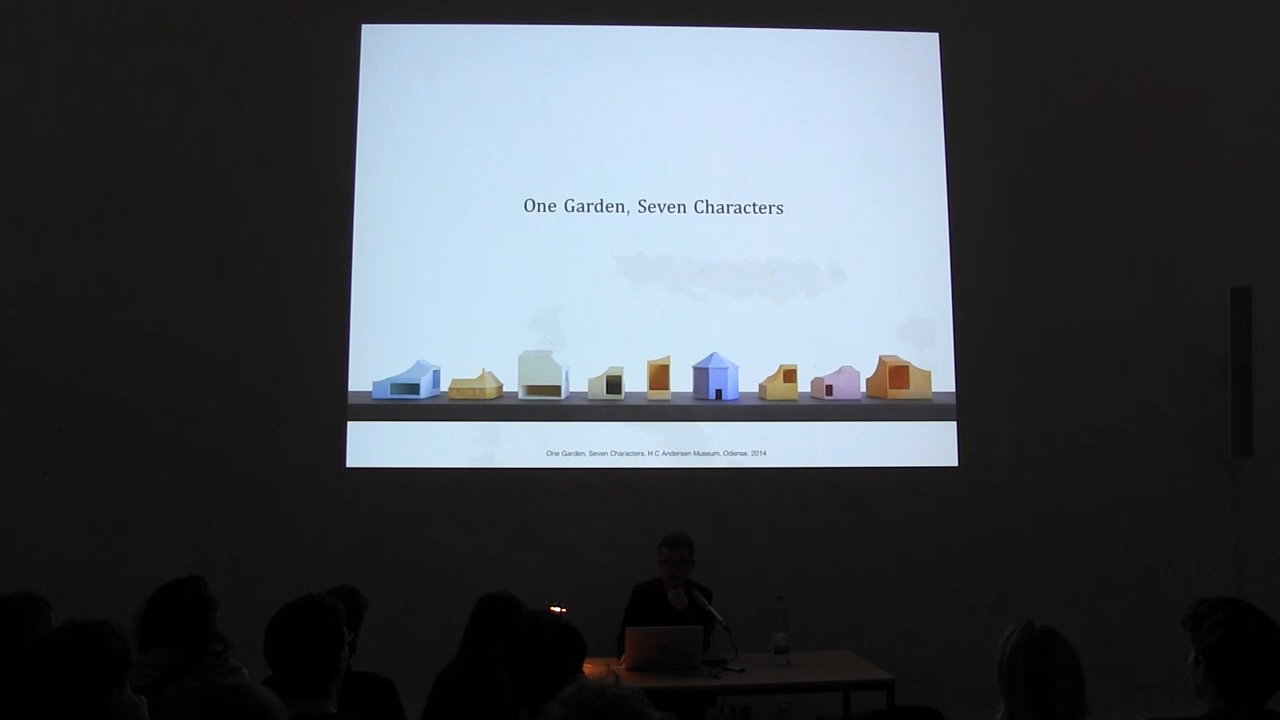 One Garden, Seven Characters
One Garden, Seven Characters, H C Andersen Museum, Odense, 2014